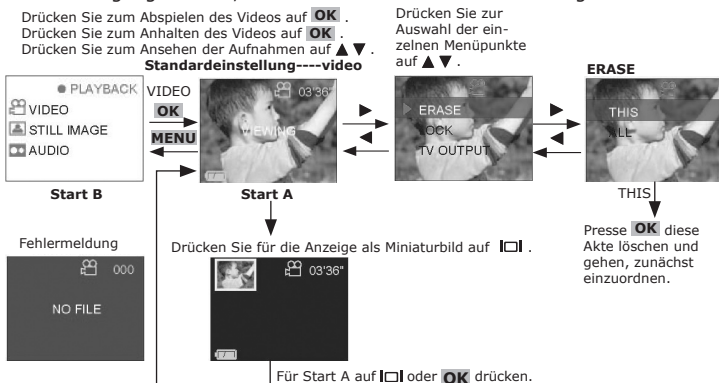 Drücken Sie zum Abspielen des Videos auf OK .
Drücken Sie zum Anhalten des Videos auf OK .
Drücken Sie zum Ansehen der Aufnahmen auf ▲ ▼ .
Standardeinstellung----video
Drücken Sie zur
Auswahl der ein-
zelnen Menüpunkte
auf ▲ ▼ .
ERASE
PLAYBACK
VIDEO
STILL IMAGE
AUDIO
Start B
VIDEO
OK
MENU
03'36"
VIEWING
Start A
ERASE
LOCK
TV OUTPUT
THIS
ALL
THIS
Presse OK diese
Akte löschen und
gehen, zunächst
einzuordnen.
Fehlermeldung
000
NO FILE
Drücken Sie für die Anzeige als Miniaturbild auf .
03'36"
Für Start A auf oder OK drücken.